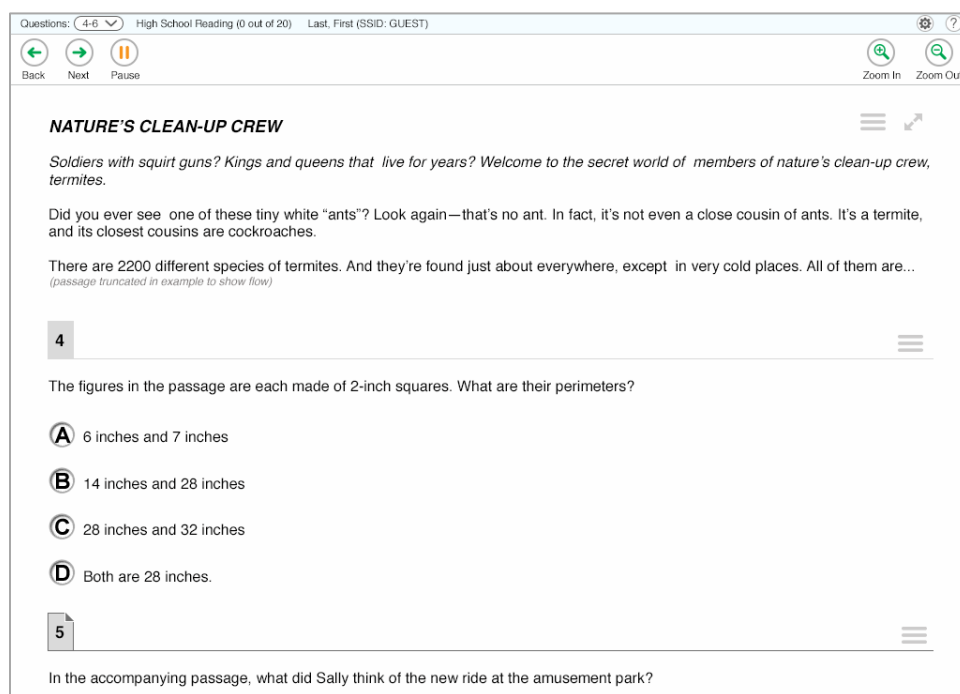 Questions: 4-6 High School Reading (0 out of 20) Last, First (SSID: GUEST)
Back Next Pause Zoom In Zoom Ou
NATURE'S CLEAN-UP CREW
Soldiers with squirt guns? Kings and queens that live for years? Welcome to the secret world of members of nature's clean-up crew,
termites.
Did you ever see one of these tiny white “ants”? Look again—that's no ant. In fact, it's not even a close cousin of ants. It's a termite,
and its closest cousins are cockroaches.
There are 2200 different species of termites. And they're found just about everywhere, except in very cold places. All of them are...
(passage truncated in example to show flow)
4
The figures in the passage are each made of 2-inch squares. What are their perimeters?
A 6 inches and 7 inches
B 14 inches and 28 inches
C 28 inches and 32 inches
D Both are 28 inches.
5
In the accompanying passage, what did Sally think of the new ride at the amusement park?